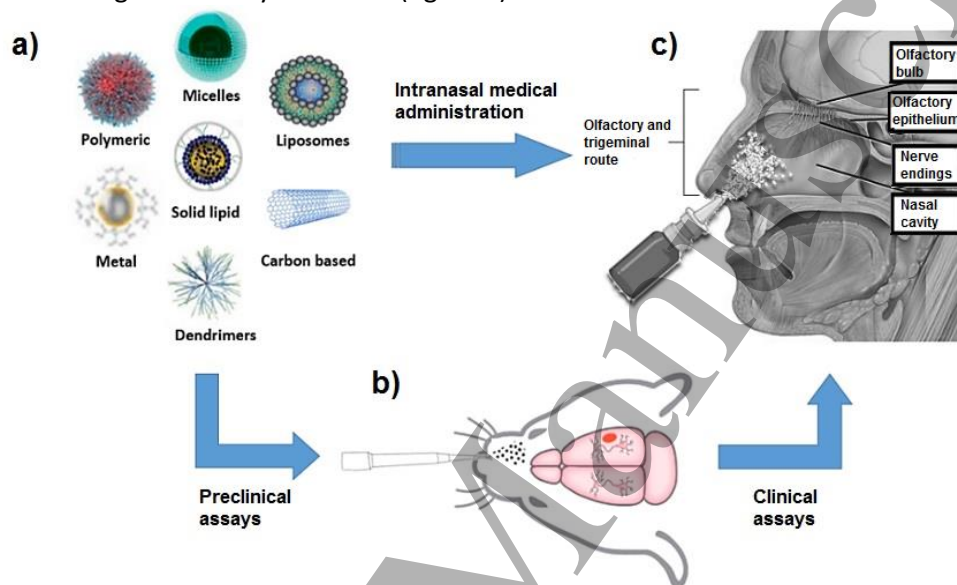 a)
Micelles
Polymeric
Liposomes
Solid lipid
Metal
Carbon based
Dendrimers
Intranasal medical
administration
c)
Olfactory and
trigeminal
route
Olfactory
bulb
Olfactory
epithelium
Nerve
endings
Nasal
cavity
b)
Preclinical
assays
Clinical
assays